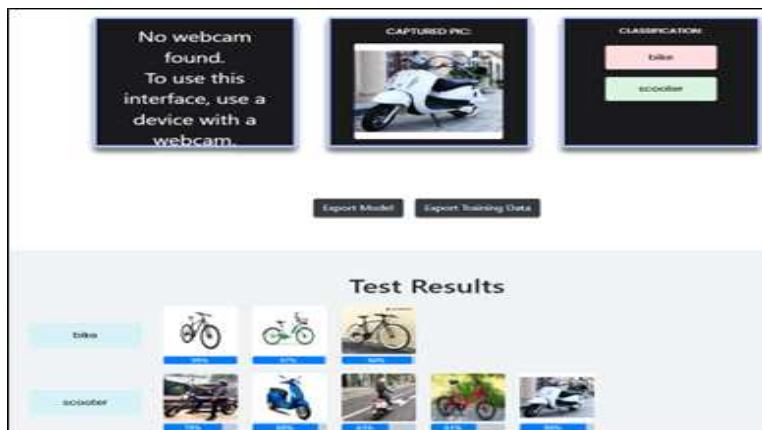 No webcam
found.
To use this
interface, use a
device with a
webcam.
CAPTURED PIC:
CLASSIFICATION:
bike
scooter
Export Model
Export Training Data
Test Results
bike
scooter